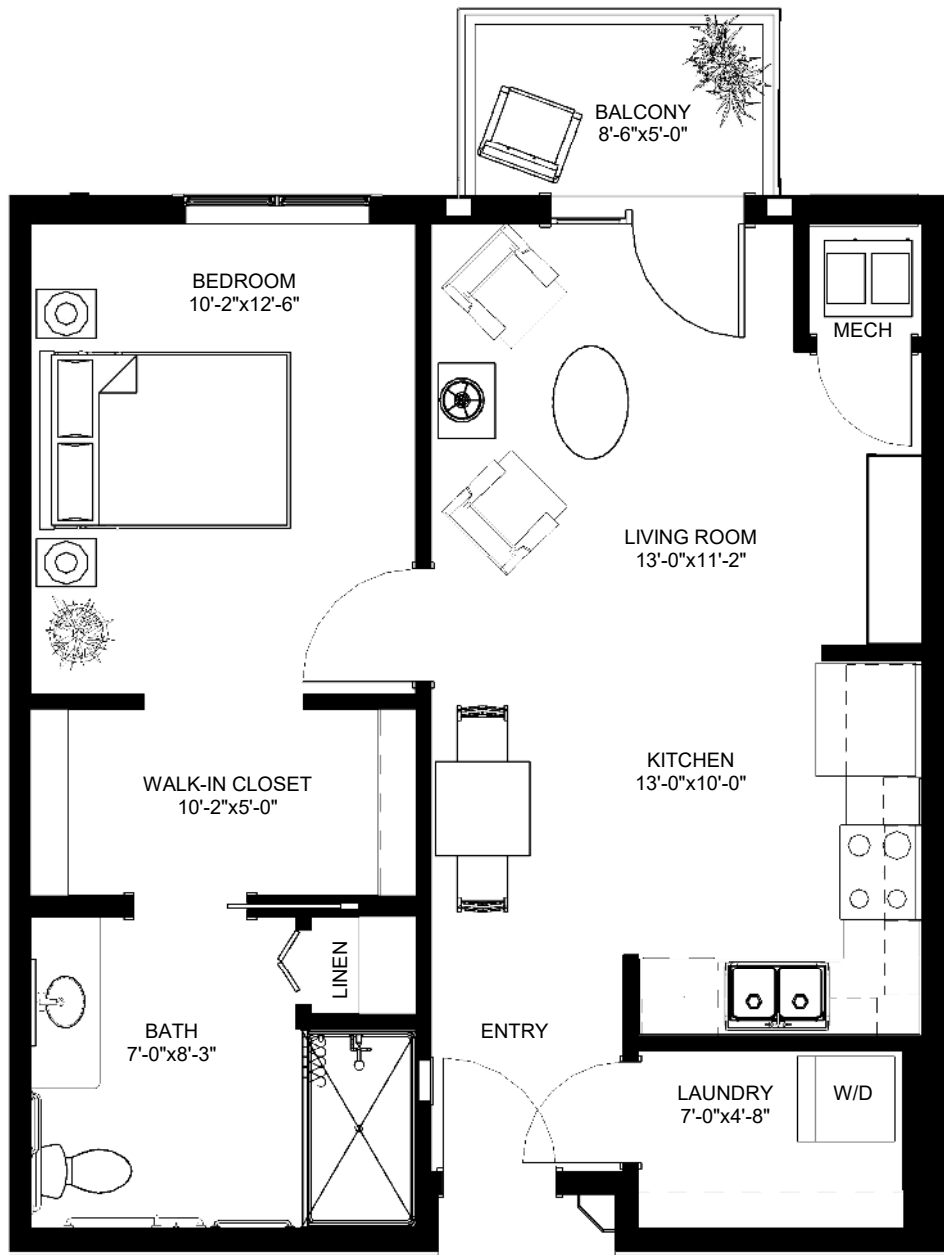 BALCONY
8'-6"x5'-0"
BEDROOM
10'-2"x12'-6"
MECH
LIVING ROOM
13'-0"x11'-2"
KITCHEN
13'-0"x10'-0"
WALK-IN CLOSET
10'-2"x5'-0"
LINEN
BATH
7'-0"x8'-3"
ENTRY
LAUNDRY
7'-0"x4'-8"
W/D